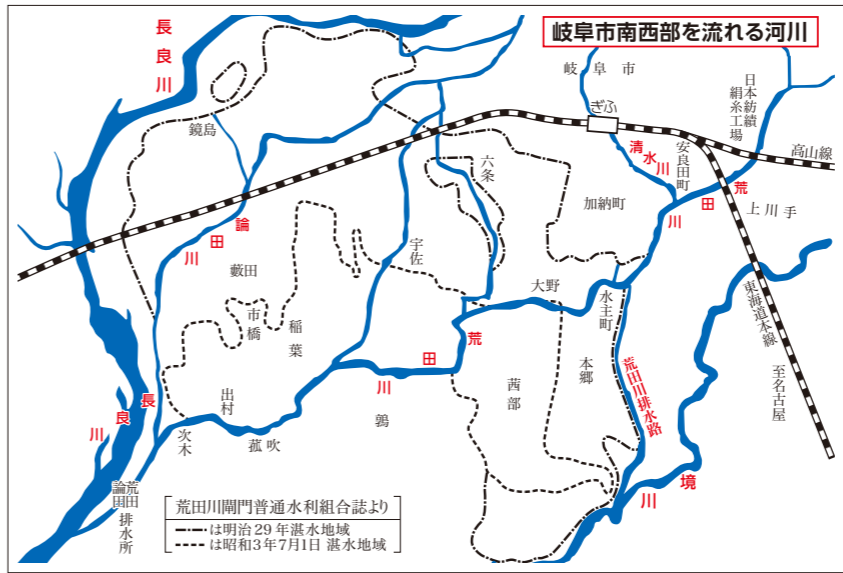 岐阜市南西部を流れる河川
長良川
岐阜市
日本紡績
絹糸工場
ぎふ
鏡島
六条
清水川
安良田町
高山線
加納町
荒田川
上川手
論田川
宇佐
藪田
大野
水主町
東海道本線
市橋
稲葉
荒田川
本郷
荒田川排水路
至名古屋
茜部
出村
鶉
長良川
次木
菰吹
境川
荒田
論田
排水所
荒田川閘門普通水利組合誌より
は明治29年湛水地域
は昭和3年7月1日 湛水地域